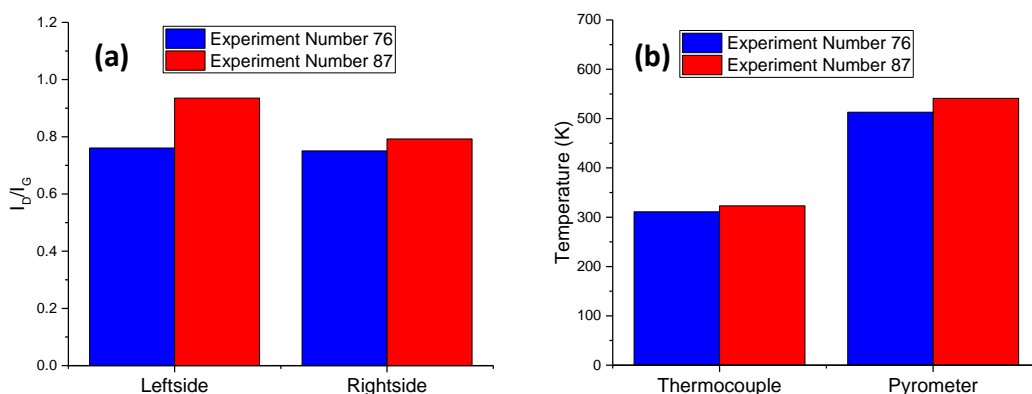 (a)
Experiment Number 76
Experiment Number 87
1.2
1.0
0.8
0.6
0.4
0.2
0.0
I_D/I_G
Leftside Rightside
(b)
Experiment Number 76
Experiment Number 87
700
600
500
400
300
200
100
0
Temperature (K)
Thermocouple Pyrometer